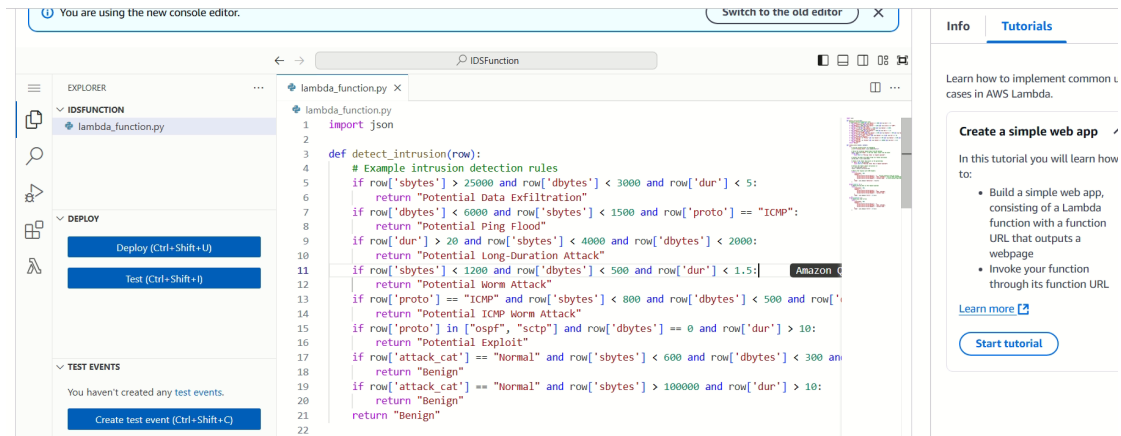 You are using the new console editor.
Switch to the old editor
IDSFunction
EXPLORER
IDSFUNCTION
lambda_function.py
DEPLOY
Deploy (Ctrl+Shift+U)
Test (Ctrl+Shift+I)
TEST EVENTS
You haven't created any test events.
Create test event (Ctrl+Shift+C)
lambda_function.py
lambda_function.py
1 import json
2
3 def detect_intrusion(row):
4 # Example intrusion detection rules
5 if row['sbytes'] > 25000 and row['dbytes'] < 3000 and row['dur'] < 5:
6 return "Potential Data Exfiltration"
7 if row['dbytes'] < 6000 and row['sbytes'] < 1500 and row['proto'] == "ICMP":
8 return "Potential Ping Flood"
9 if row['dur'] > 20 and row['sbytes'] < 4000 and row['dbytes'] < 2000:
10 return "Potential Long-Duration Attack"
11 if row['sbytes'] < 1200 and row['dbytes'] < 500 and row['dur'] < 1.5: Amazon Q
12 return "Potential Worm Attack"
13 if row['proto'] == "ICMP" and row['sbytes'] < 800 and row['dbytes'] < 500 and row['
14 return "Potential ICMP Worm Attack"
15 if row['proto'] in ["ospf", "sctp"] and row['dbytes'] == 0 and row['dur'] > 10:
16 return "Potential Exploit"
17 if row['attack_cat'] == "Normal" and row['sbytes'] < 600 and row['dbytes'] < 300 an
18 return "Benign"
19 if row['attack_cat'] == "Normal" and row['sbytes'] > 100000 and row['dur'] > 10:
20 return "Benign"
21 return "Benign"
22
Info Tutorials
Learn how to implement common u
cases in AWS Lambda.
Create a simple web app
In this tutorial you will learn how
to:
• Build a simple web app,
consisting of a Lambda
function with a function
URL that outputs a
webpage
• Invoke your function
through its function URL
Learn more
Start tutorial